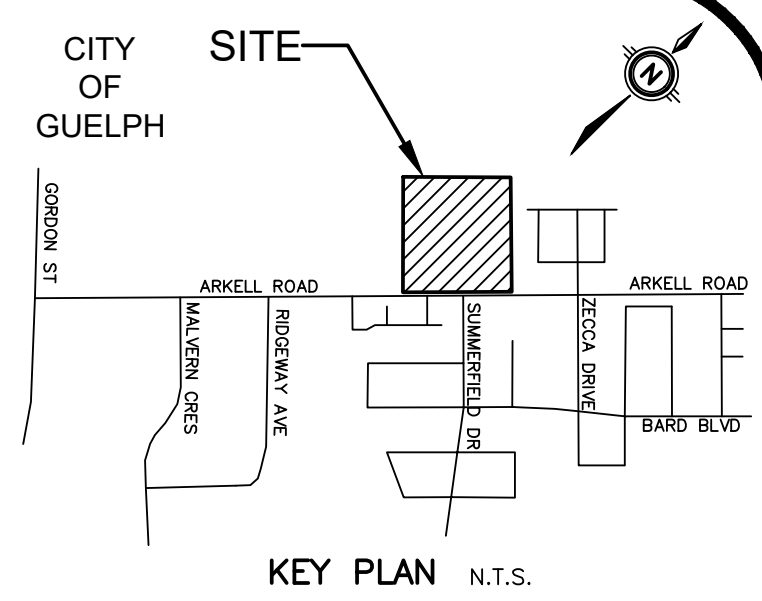 CITY
OF
GUELPH
SITE
N
GORDON ST
ARKELL ROAD
ARKELL ROAD
MALVERN CRES
RIDGEWAY AVE
SUMMERFIELD DR
ZECCA DRIVE
BARD BLVD
KEY PLAN N.T.S.